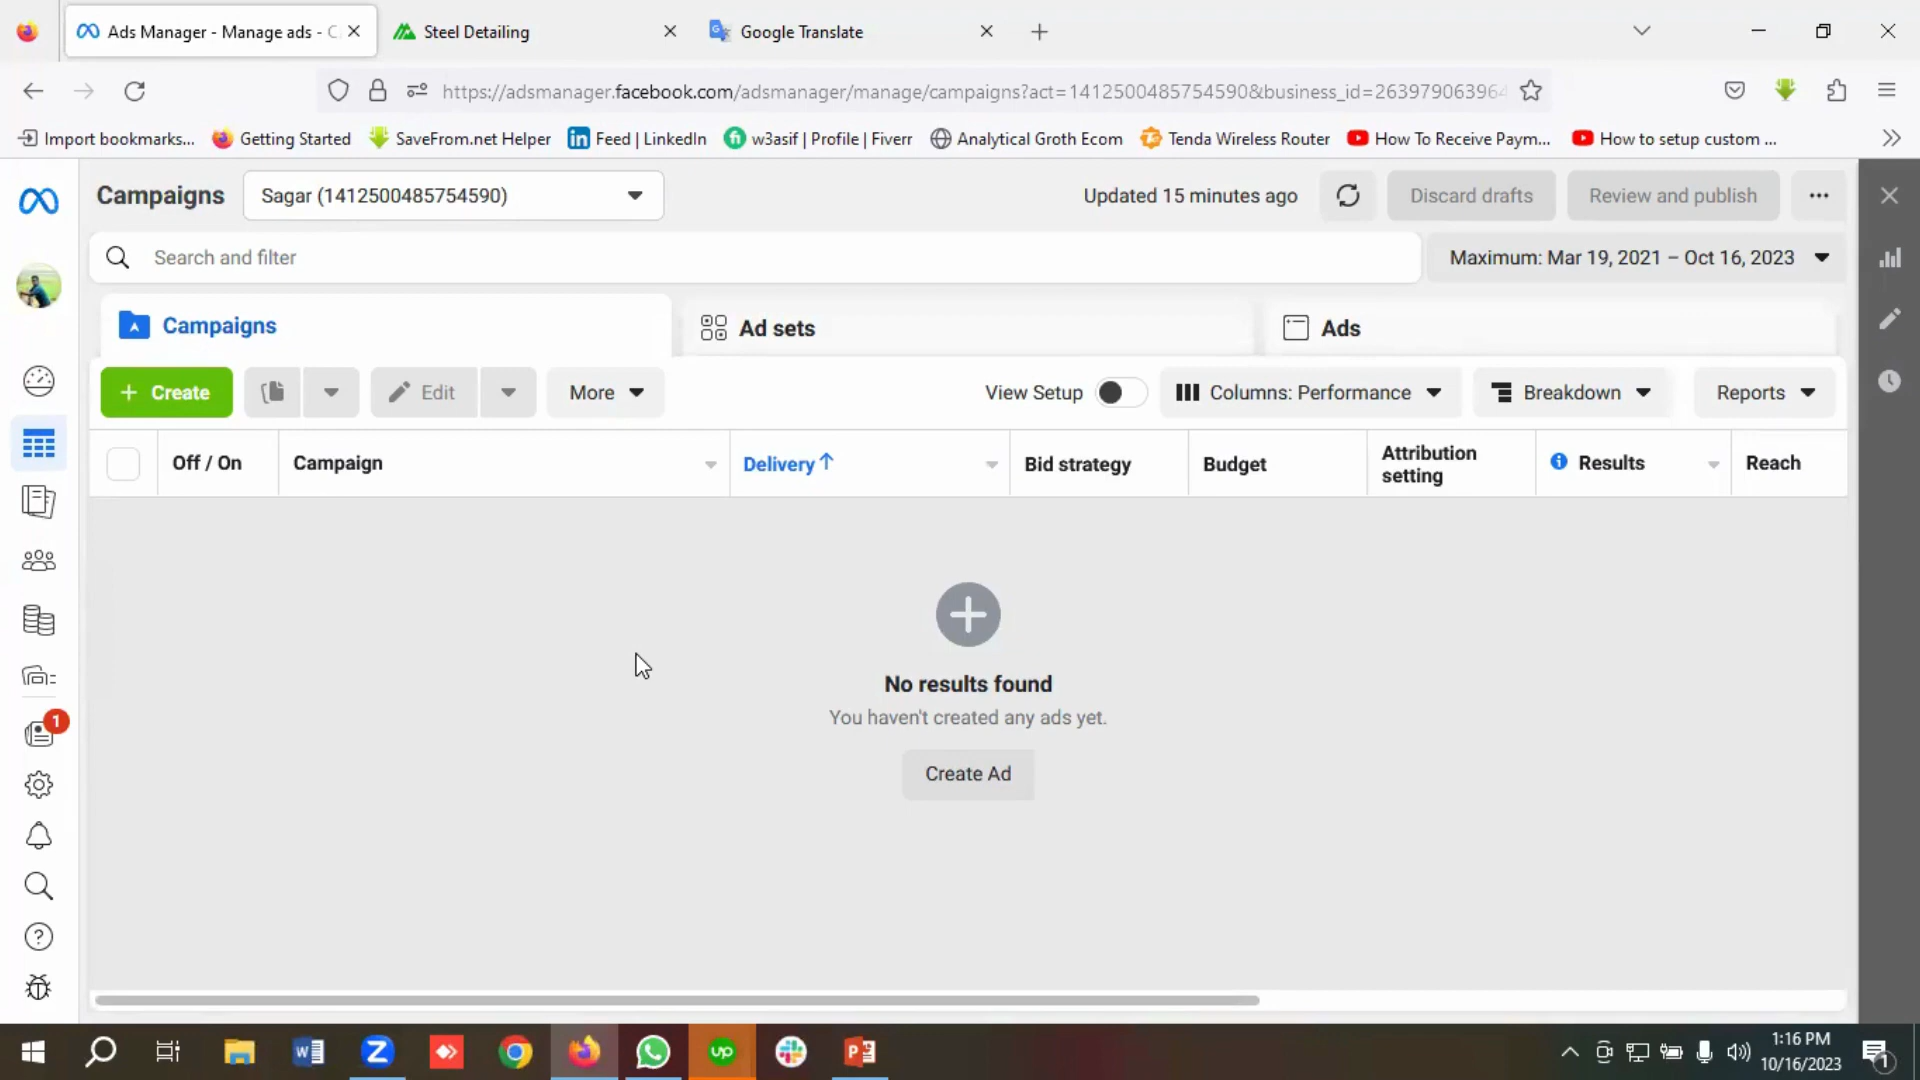 Ads Manager - Manage ads - C
Steel Detailing
Google Translate
https://adsmanager.facebook.com/adsmanager/manage/campaigns?act=1412500485754590&business_id=263979063964
Import bookmarks...
Getting Started
SaveFrom.net Helper
Feed | LinkedIn
w3asif | Profile | Fiverr
Analytical Groth Ecom
Tenda Wireless Router
How To Receive Paym...
How to setup custom ...
Campaigns
Sagar (1412500485754590)
Updated 15 minutes ago
Discard drafts
Review and publish
Search and filter
Maximum: Mar 19, 2021 – Oct 16, 2023
Campaigns
Ad sets
Ads
+ Create
Edit
More
View Setup
Columns: Performance
Breakdown
Reports
Off / On
Campaign
Delivery ↑
Bid strategy
Budget
Attribution
setting
Results
Reach
No results found
You haven't created any ads yet.
Create Ad
1
1:16 PM
10/16/2023
1